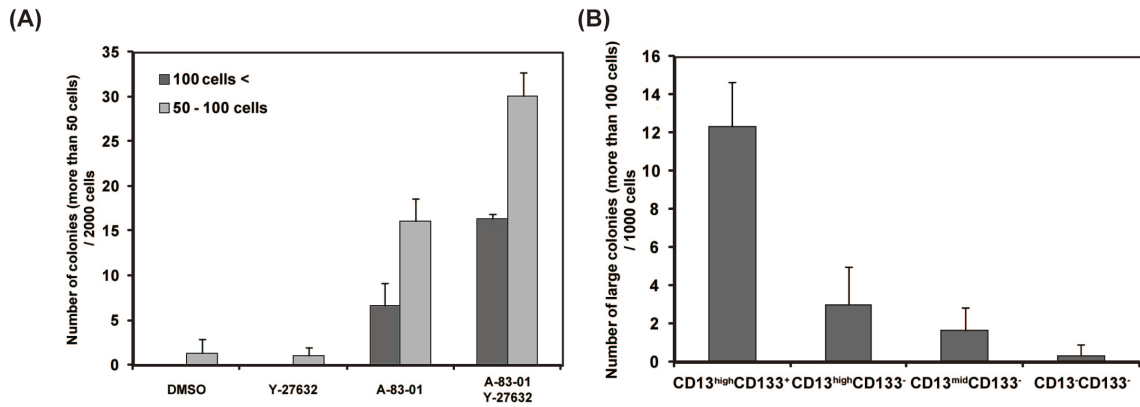 (A)
Number of colonies (more than 50 cells)
/ 2000 cells
35
30
25
20
15
10
5
0
100 cells <
50 - 100 cells
DMSO
Y-27632
A-83-01
A-83-01
Y-27632
(B)
Number of large colonies (more than 100 cells)
/ 1000 cells
16
14
12
10
8
6
4
2
0
CD13highCD133+
CD13highCD133-
CD13midCD133-
CD13-CD133-